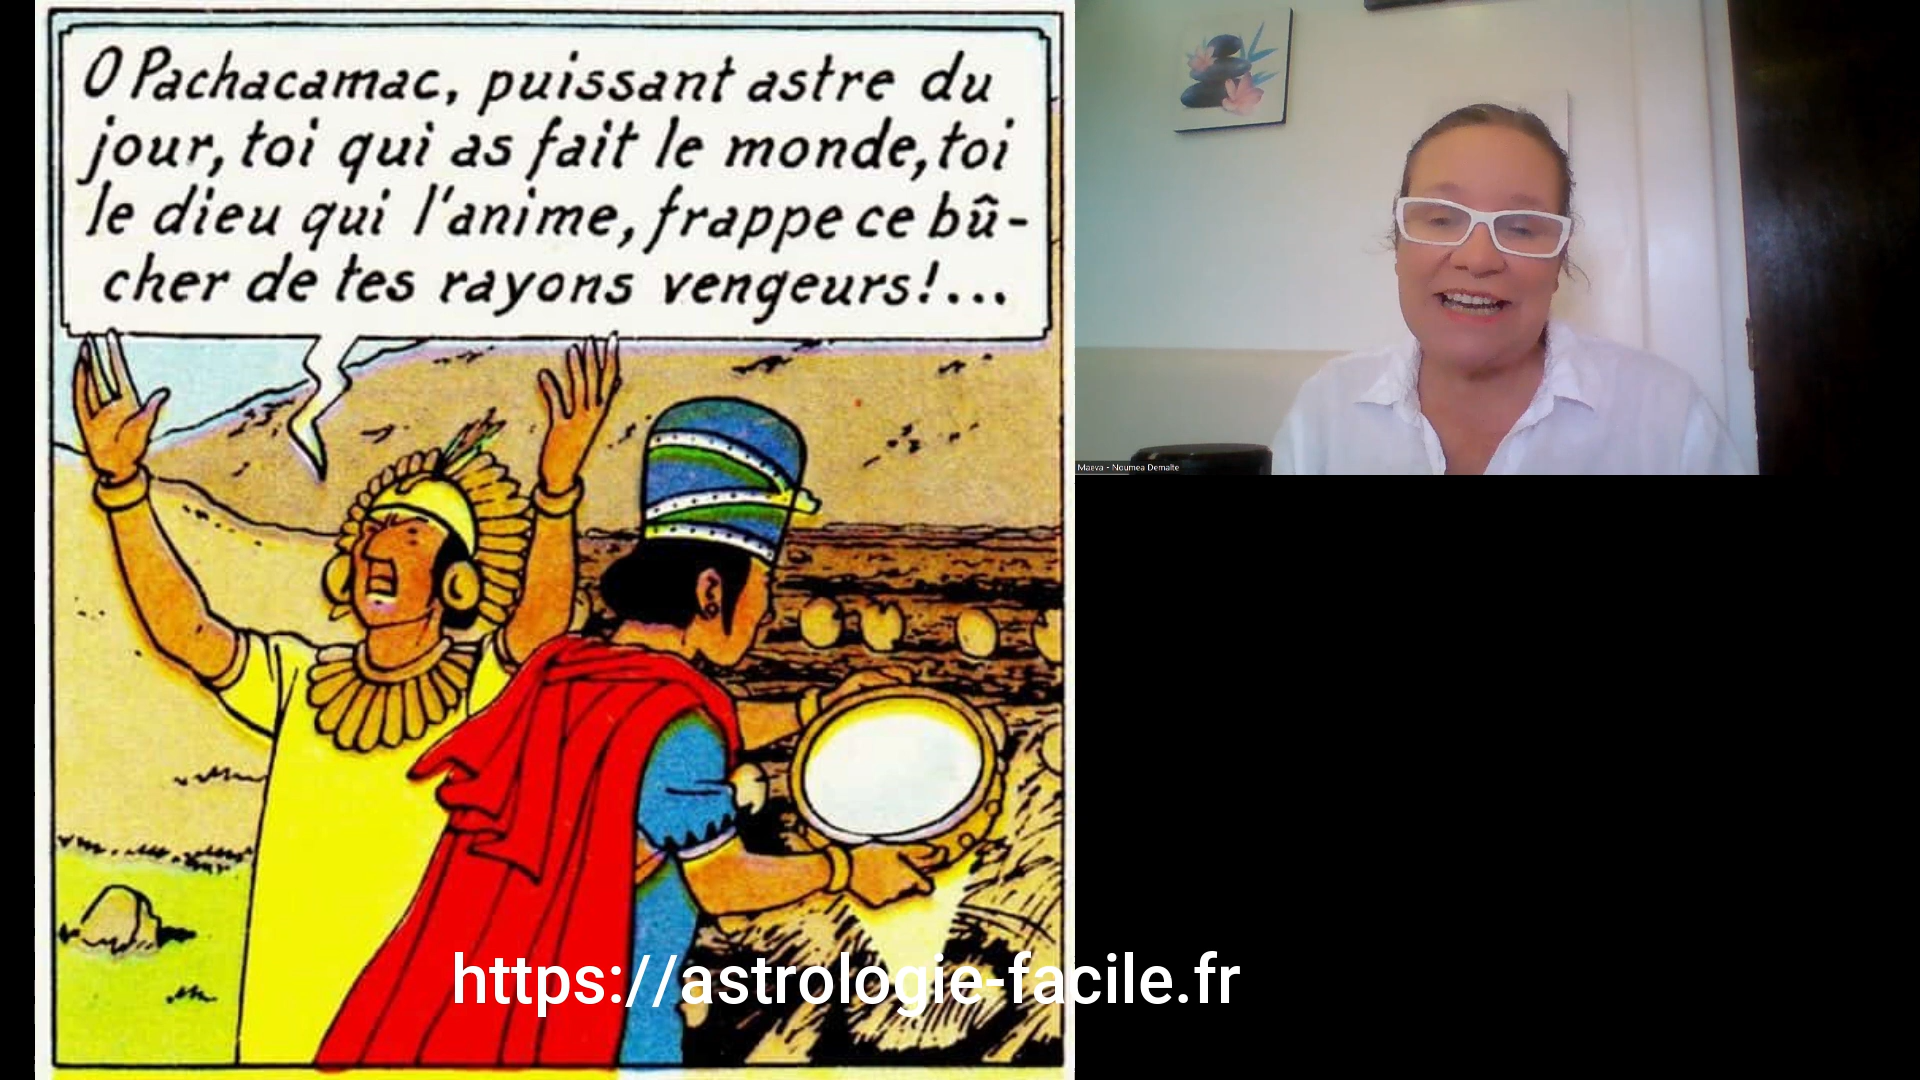 O Pachacamac, puissant astre du
jour, toi qui as fait le monde, toi
le dieu qui l'anime, frappe ce bû-
cher de tes rayons vengeurs!...
Maeva - Noumea Demalte
https://astrologie-facile.fr